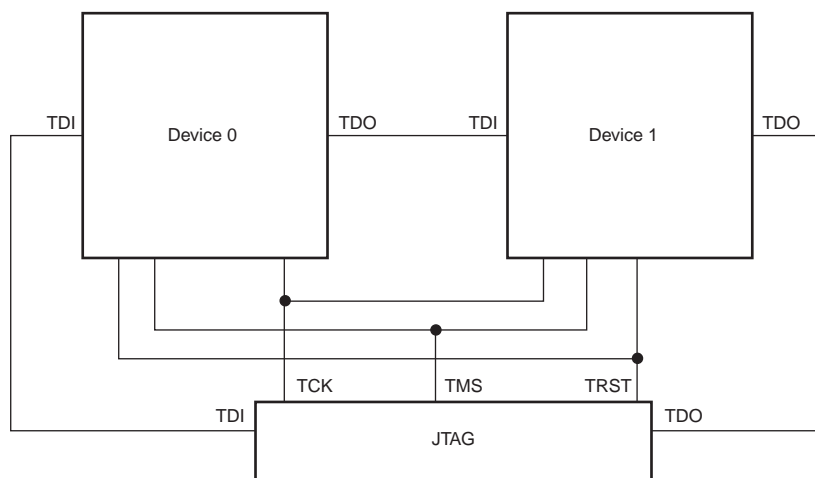 TDI
Device 0
TDO
TDI
Device 1
TDO
TCK
TMS
TRST
TDI
JTAG
TDO